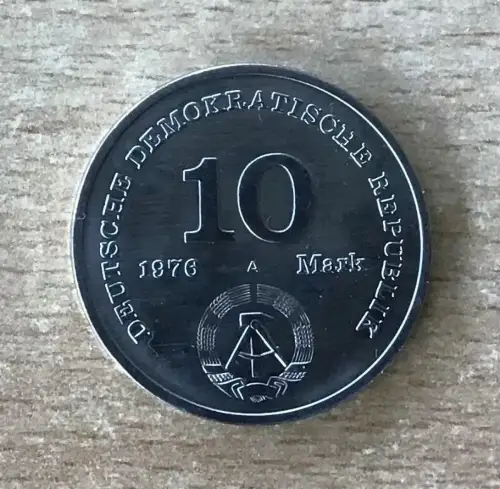 DEUTSCHE DEMOKRATISCHE REPUBLIK
10
1976 A Mark